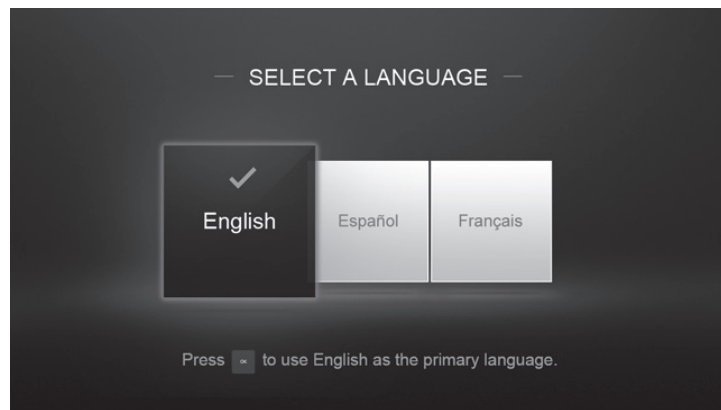 SELECT A LANGUAGE
English
Español
Français
Press OK to use English as the primary language.